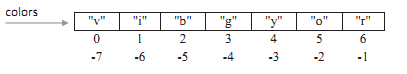 colors
"v" "i" "b" "g" "y" "o" "r"
0 1 2 3 4 5 6
-7 -6 -5 -4 -3 -2 -1